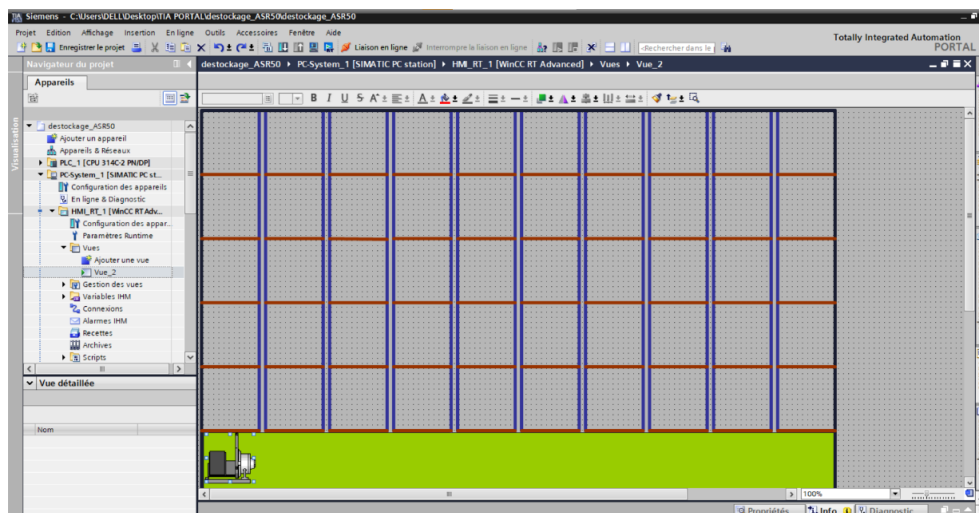 Siemens - C:\Users\DELL\Desktop\TIA PORTAL\destockage_ASR50\destockage_ASR50
Projet Edition Affichage Insertion En ligne Outils Accessoires Fenêtre Aide
Totally Integrated Automation
PORTAL
Enregistrer le projet Liaison en ligne Interrompre la liaison en ligne <Rechercher dans le
Navigateur du projet
destockage_ASR50 PC-System_1 [SIMATIC PC station] HMI_RT_1 [WinCC RT Advanced] Vues Vue_2
Appareils
B I U S A
Visualisation
destockage_ASR50
Ajouter un appareil
Appareils & Réseaux
PLC_1 [CPU 314C-2 PN/DP]
PC-System_1 [SIMATIC PC st...
Configuration des appareils
En ligne & Diagnostic
HMI_RT_1 [WinCC RT Adv...
Configuration des appar...
Paramètres Runtime
Vues
Ajouter une vue
Vue_2
Gestion des vues
Variables IHM
Connexions
Alarmes IHM
Recettes
Archives
Scripts
Vue détaillée
Nom
100%
Propriétés Info Diagnostic